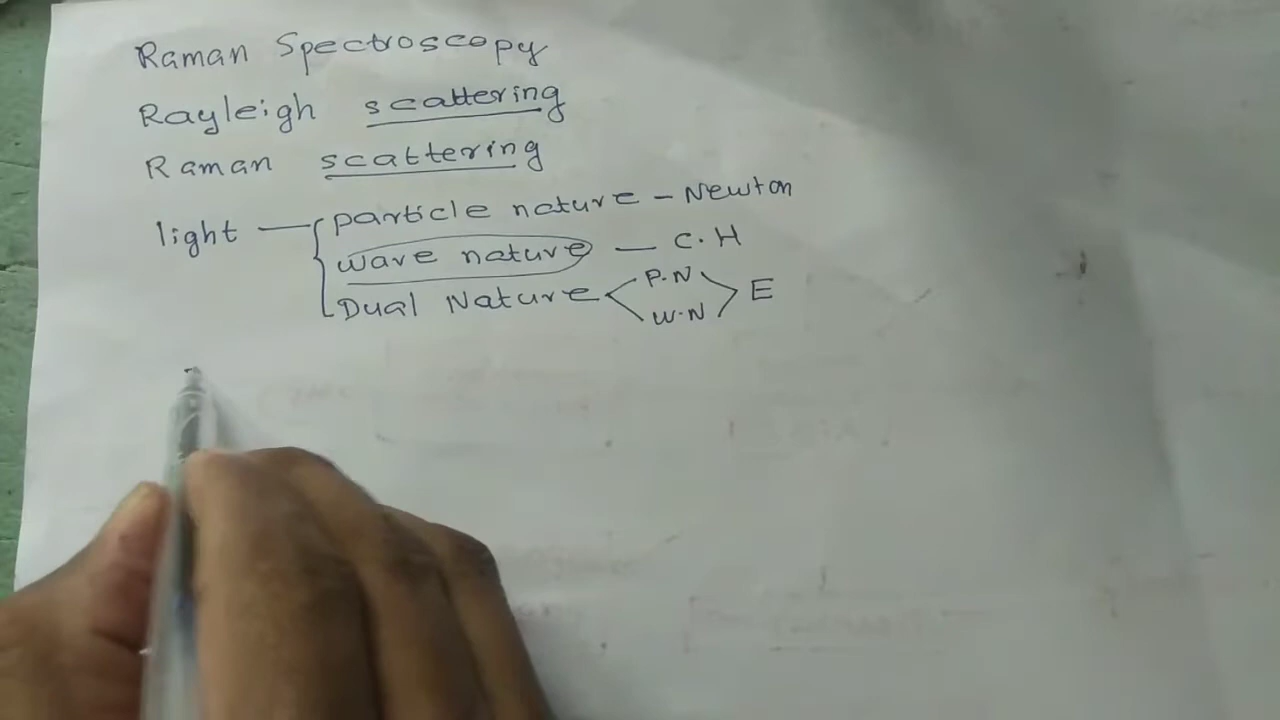 Raman Spectroscopy
Rayleigh scattering
Raman scattering
light — particle nature - Newton
wave nature — C.H
Dual Nature P.N W.N E